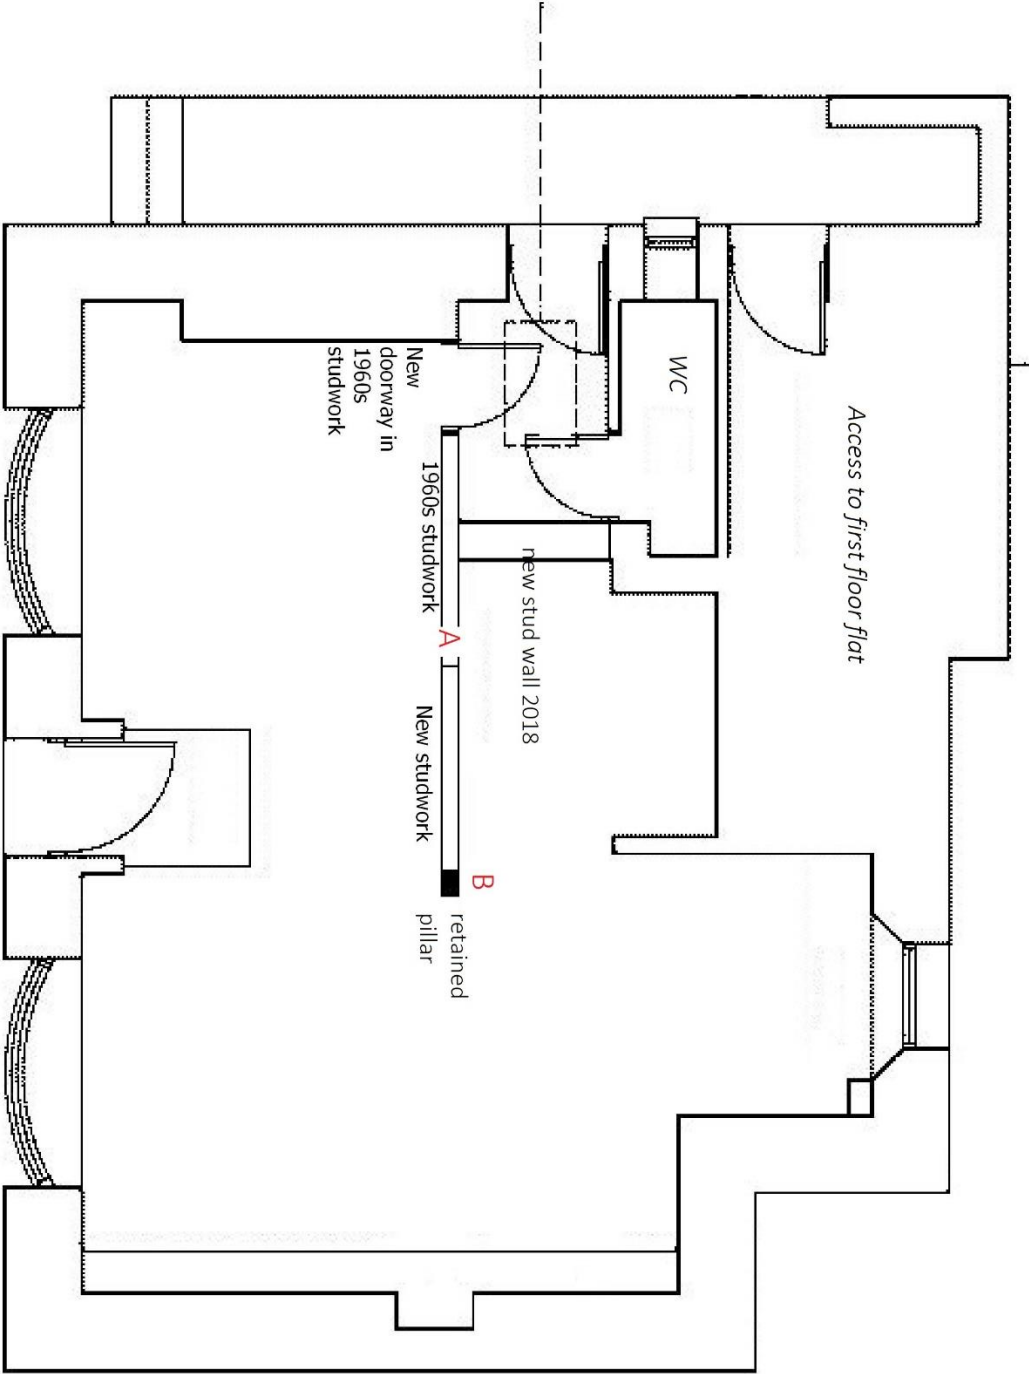 Access to first floor flat
WC
new stud wall 2018
B
A
retained
pillar
1960s studwork
New studwork
New
doorway in
1960s
studwork